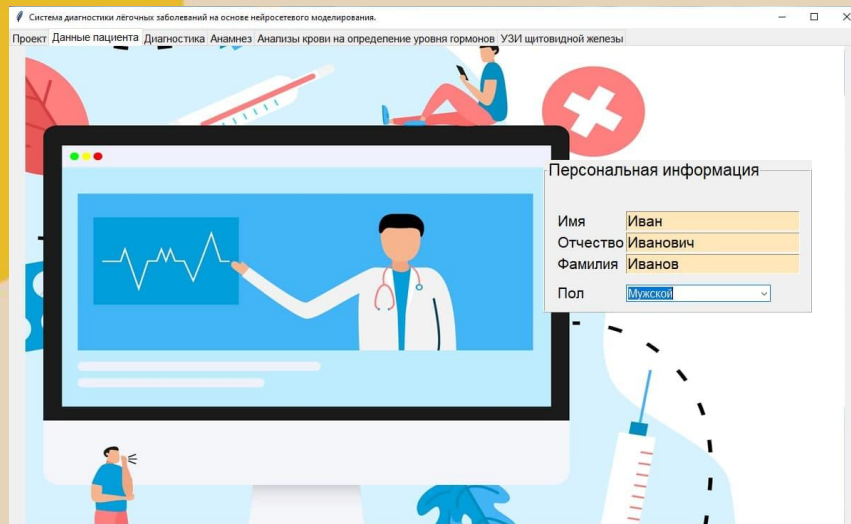 Система диагностики лёгочных заболеваний на основе нейросетевого моделирования.
Проект Данные пациента Диагностика Анамнез Анализы крови на определение уровня гормонов УЗИ щитовидной железы
Персональная информация
Имя Иван
Отчество Иванович
Фамилия Иванов
Пол Мужской